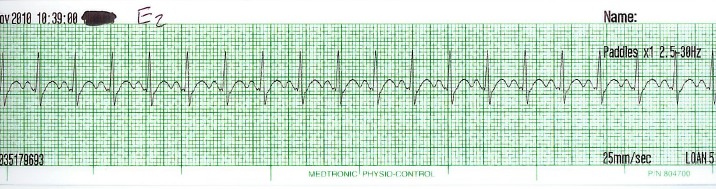 ov 2010 10:39:00
E2
Name:
Paddles x1 2.5-30Hz
035178693
25mm/sec
LOAN 5
MEDTRONIC PHYSIO-CONTROL
P/N 804700